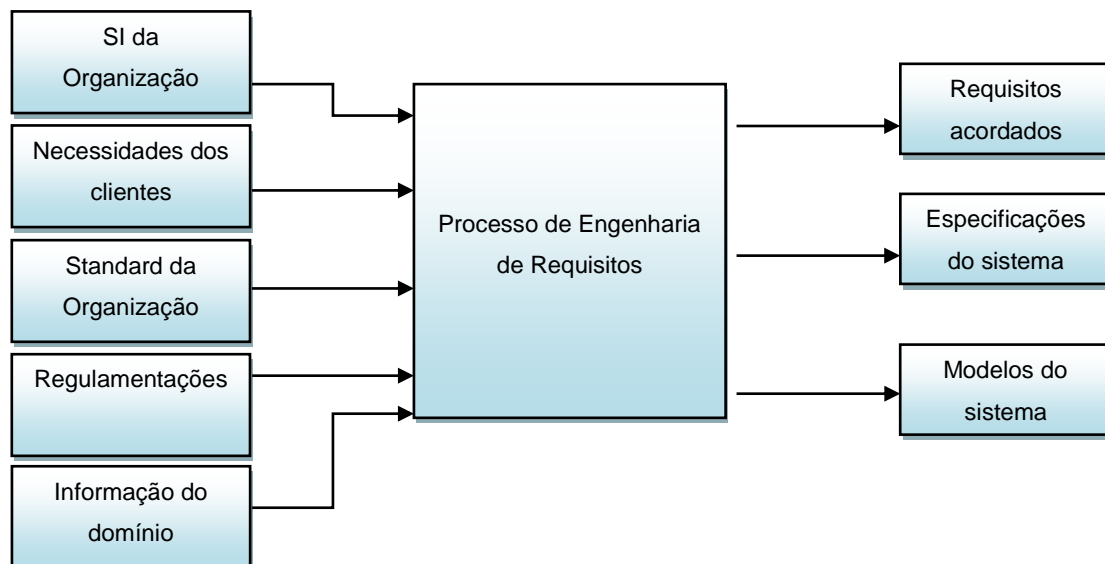 SI da
Organização
Necessidades dos
clientes
Standard da
Organização
Regulamentações
Informação do
domínio
Processo de Engenharia
de Requisitos
Requisitos
acordados
Especificações
do sistema
Modelos do
sistema